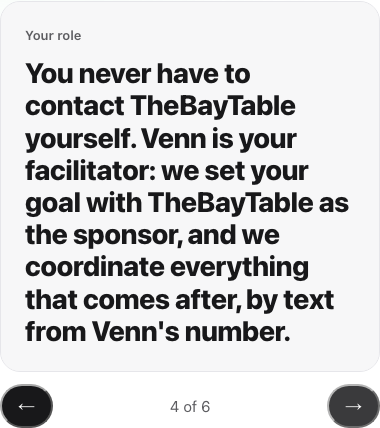 Your role
You never have to
contact TheBayTable
yourself. Venn is your
facilitator: we set your
goal with TheBayTable as
the sponsor, and we
coordinate everything
that comes after, by text
from Venn's number.
← 4 of 6 →